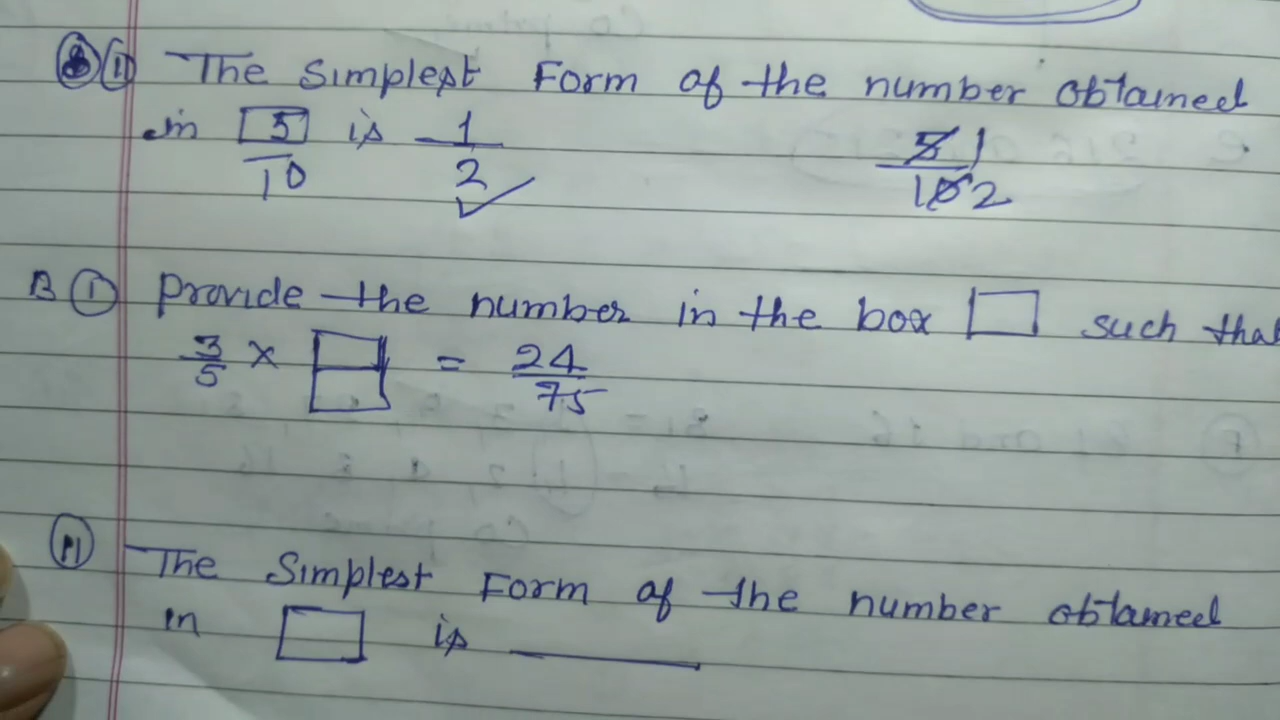 (ii) The Simplest Form of the number obtained
in [5]/10 is 1/2 ✓ 5 1/10 2
B (i) Provide the number in the box □ such that
3/5 × □/□ = 24/75
(ii) The Simplest Form of the number obtained
in □ is ______